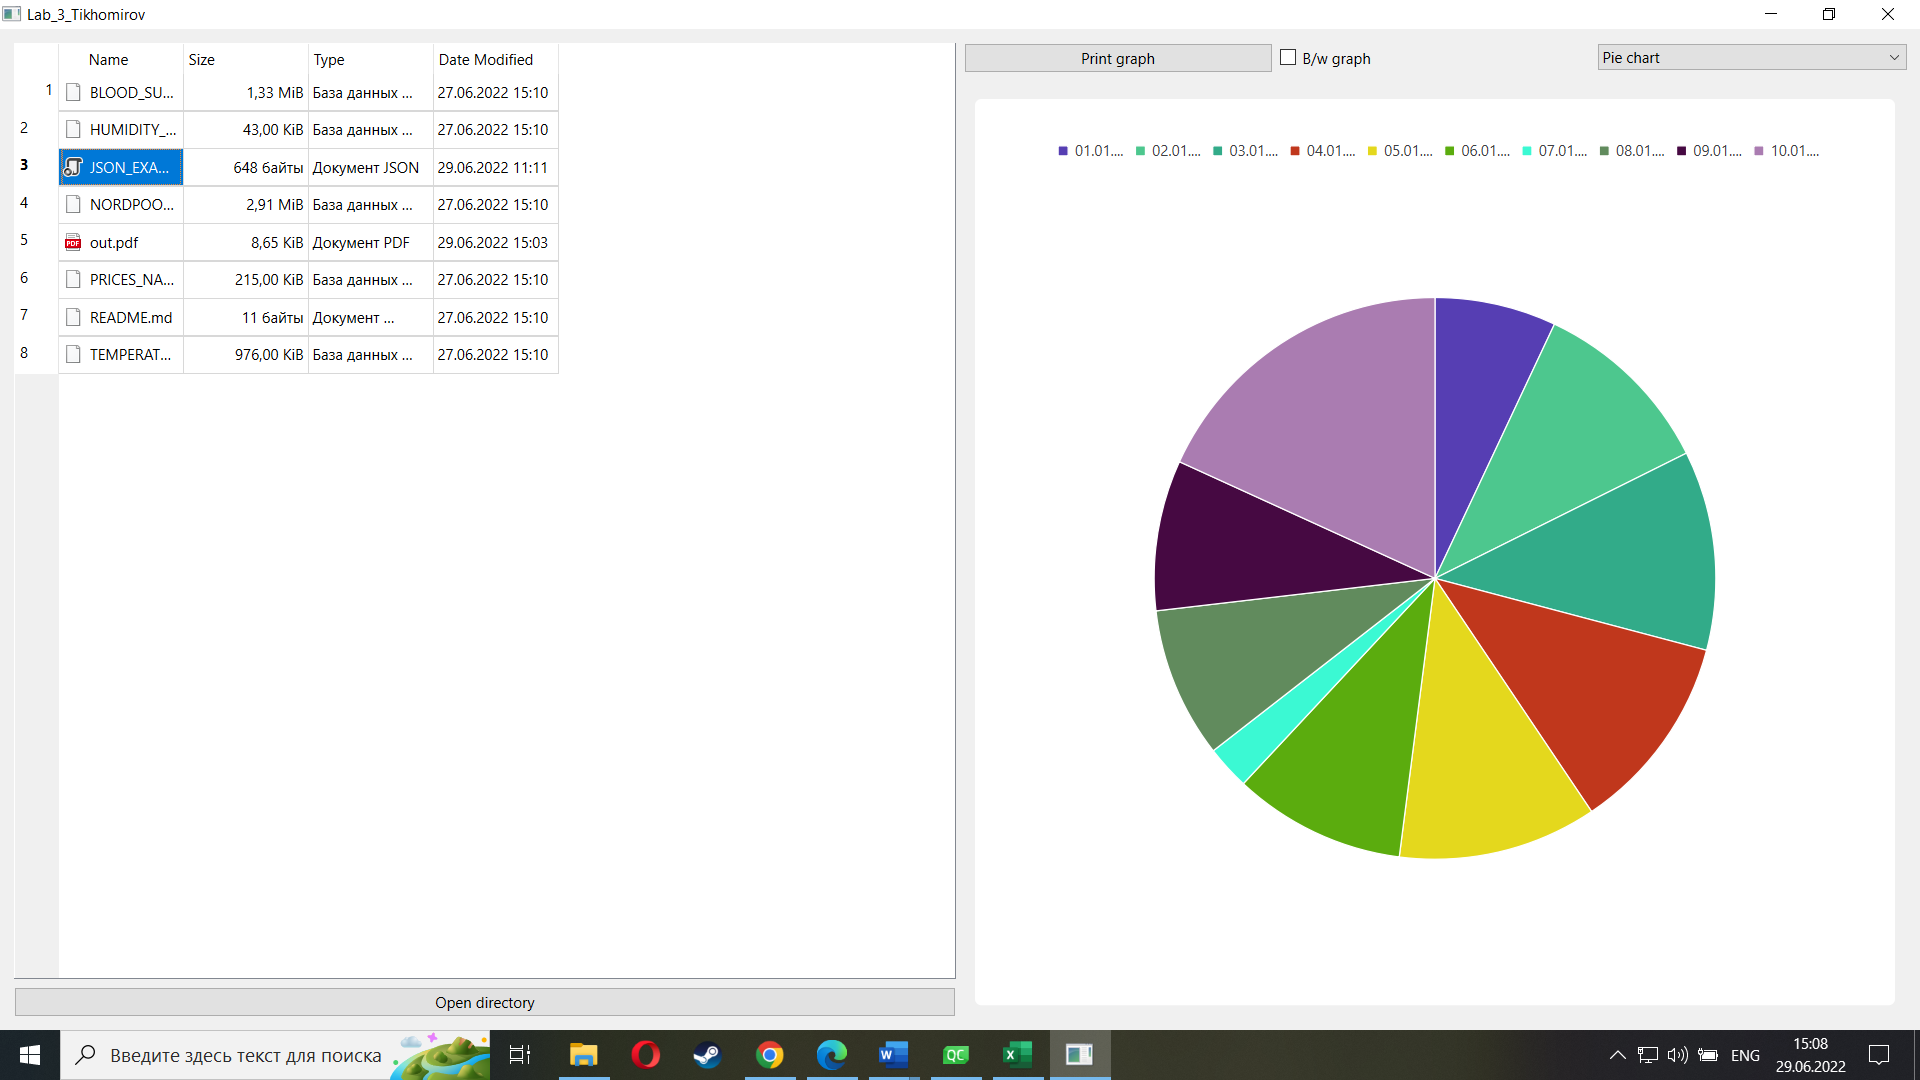 Lab_3_Tikhomirov
Name Size Type Date Modified
1 BLOOD_SU... 1,33 MiB База данных ... 27.06.2022 15:10
2 HUMIDITY_... 43,00 KiB База данных ... 27.06.2022 15:10
3 JSON_EXA... 648 байты Документ JSON 29.06.2022 11:11
4 NORDPOO... 2,91 MiB База данных ... 27.06.2022 15:10
5 out.pdf 8,65 KiB Документ PDF 29.06.2022 15:03
6 PRICES_NA... 215,00 KiB База данных ... 27.06.2022 15:10
7 README.md 11 байты Документ ... 27.06.2022 15:10
8 TEMPERAT... 976,00 KiB База данных ... 27.06.2022 15:10
Open directory
Print graph B/w graph Pie chart
01.01.... 02.01.... 03.01.... 04.01.... 05.01.... 06.01.... 07.01.... 08.01.... 09.01.... 10.01....
Введите здесь текст для поиска
ENG
15:08
29.06.2022